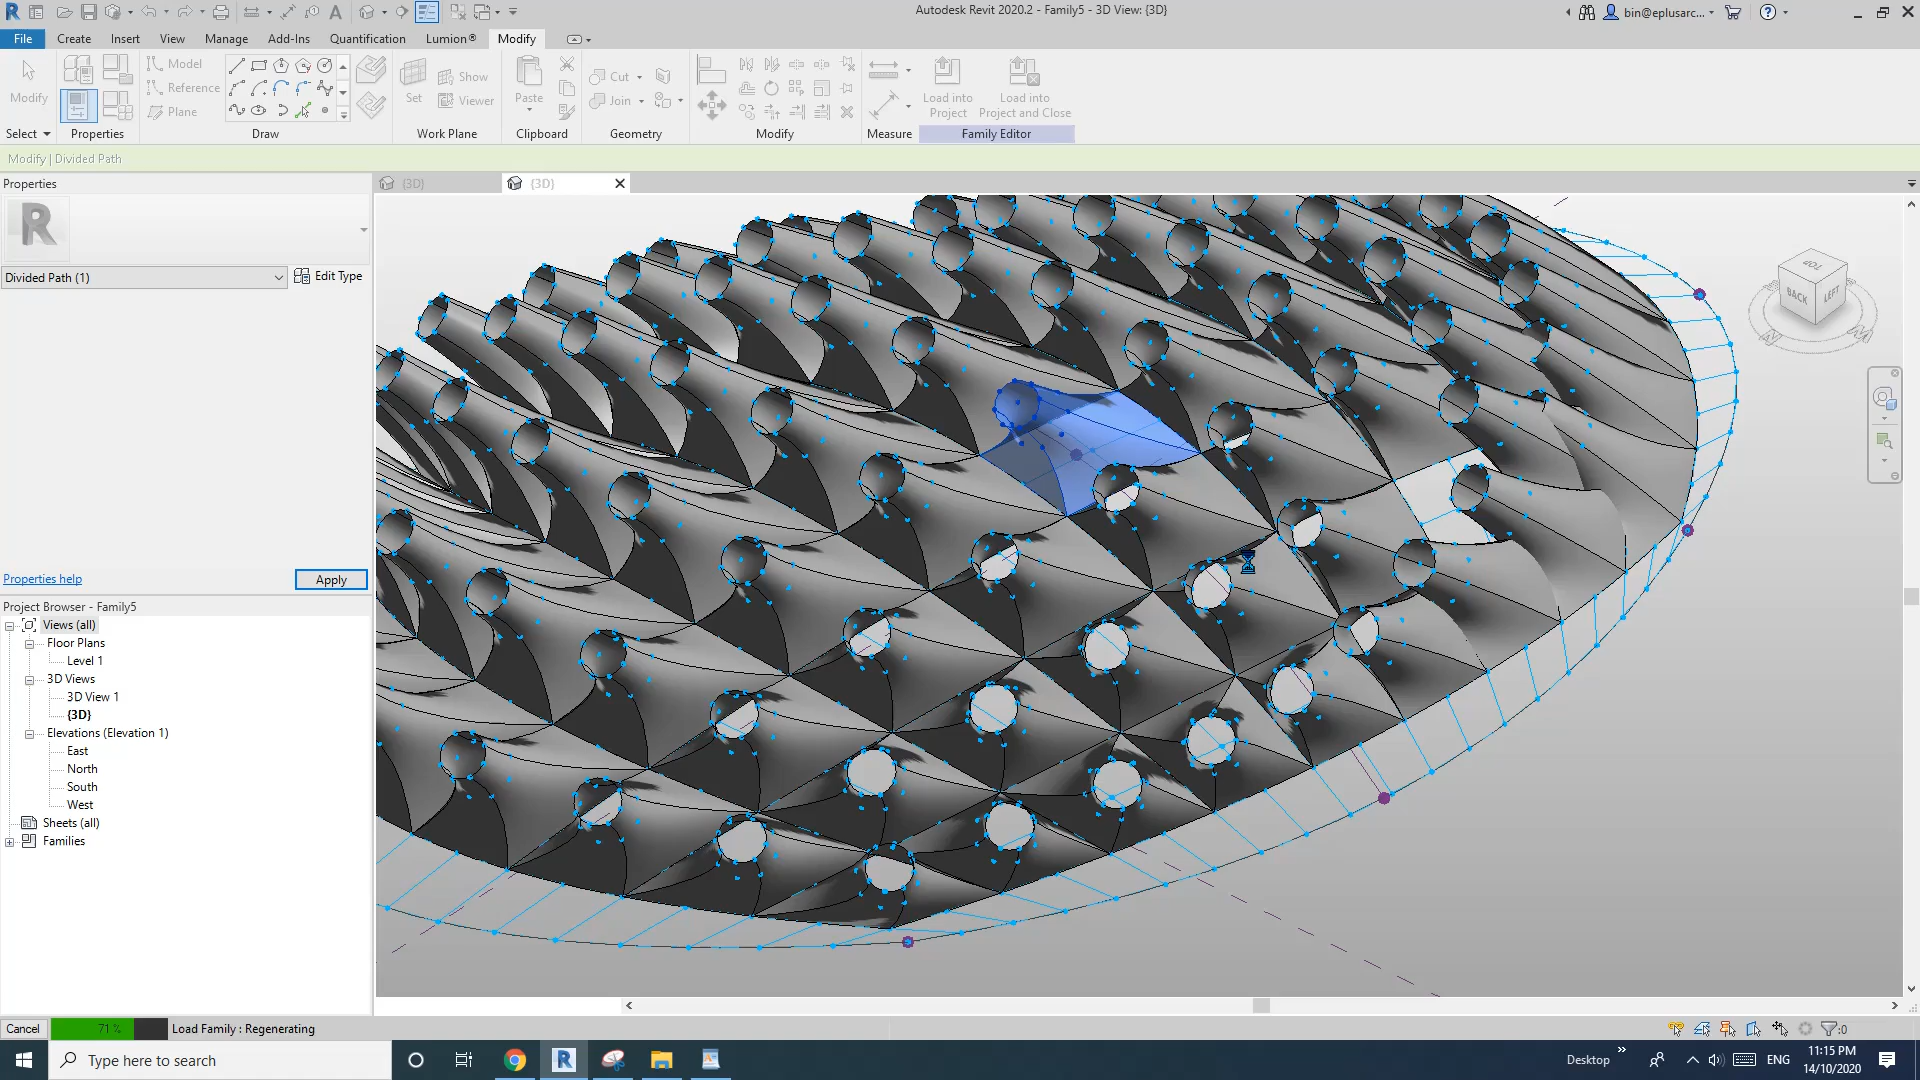 Autodesk Revit 2020.2 - Family5 - 3D View: {3D}
bin@eplusarc...
File
Create
Insert
View
Manage
Add-Ins
Quantification
Lumion®
Modify
Modify
Model
Reference
Plane
Set
Show
Viewer
Paste
Cut
Join
Load into
Project
Load into
Project and Close
Select
Properties
Draw
Work Plane
Clipboard
Geometry
Modify
Measure
Family Editor
Modify | Divided Path
Properties
{3D}
{3D}
R
Divided Path (1)
Edit Type
TOP
BACK
LEFT
Properties help
Apply
Project Browser - Family5
Views (all)
Floor Plans
Level 1
3D Views
3D View 1
{3D}
Elevations (Elevation 1)
East
North
South
West
Sheets (all)
Families
Cancel
71 %
Load Family : Regenerating
:0
Type here to search
Desktop
ENG
11:15 PM
14/10/2020